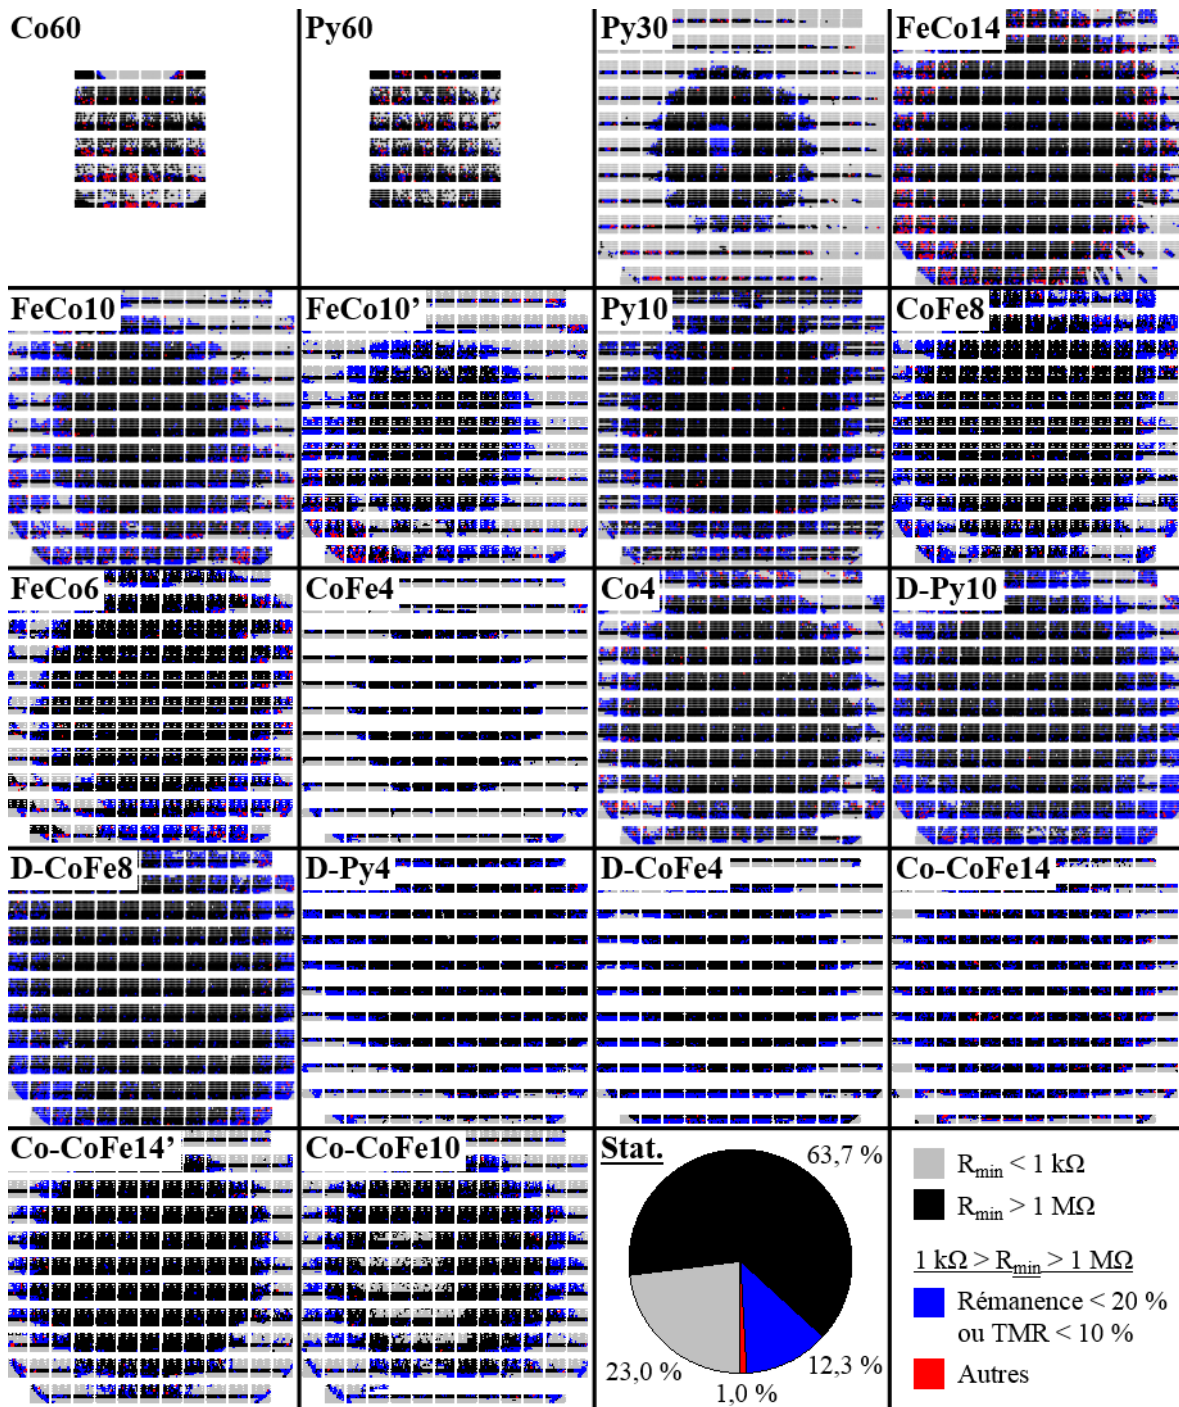 Co60
Py60
Py30
FeCo14
FeCo10
FeCo10’
Py10
CoFe8
FeCo6
CoFe4
Co4
D-Py10
D-CoFe8
D-Py4
D-CoFe4
Co-CoFe14
Co-CoFe14’
Co-CoFe10
Stat.
63,7 %
23,0 %
1,0 %
12,3 %
Rmin < 1 kΩ
Rmin > 1 MΩ
1 kΩ > Rmin > 1 MΩ
Rémanence < 20 %
ou TMR < 10 %
Autres